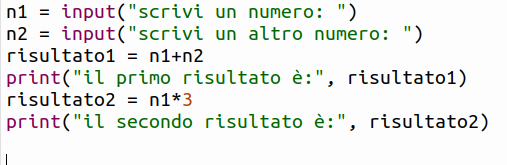 n1 = input("scrivi un numero: ")
n2 = input("scrivi un altro numero: ")
risultato1 = n1+n2
print("il primo risultato è:", risultato1)
risultato2 = n1*3
print("il secondo risultato è:", risultato2)